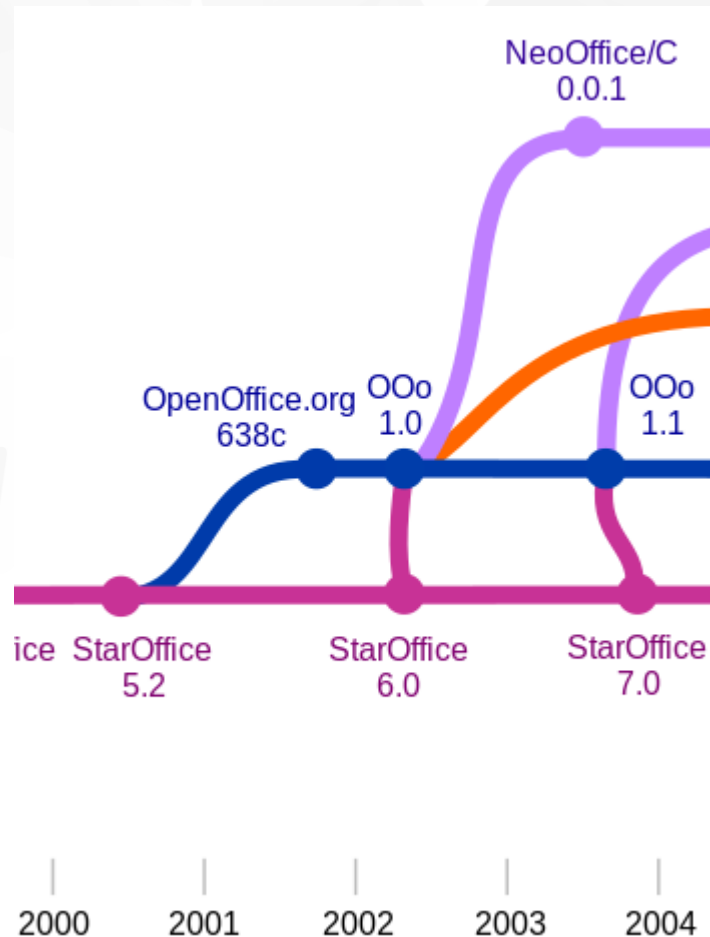 NeoOffice/C
0.0.1
OpenOffice.org
638c
OOo
1.0
OOo
1.1
ice
StarOffice
5.2
StarOffice
6.0
StarOffice
7.0
2000
2001
2002
2003
2004